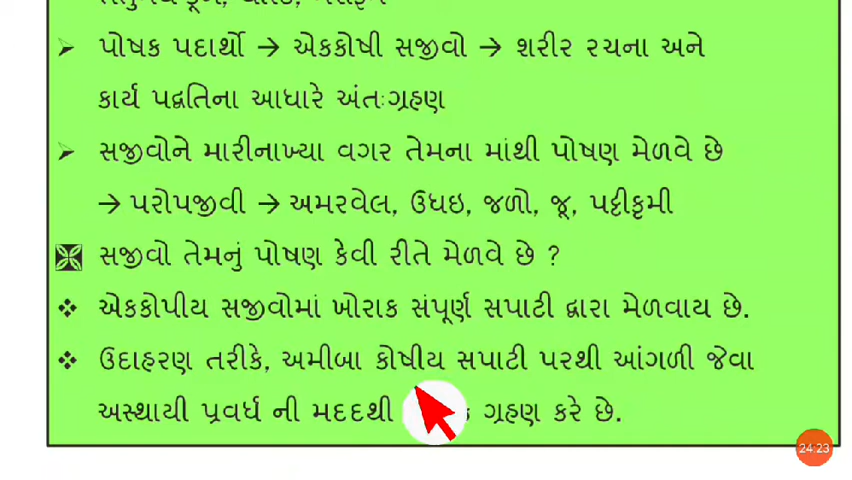 ➢ પોષક પદાર્થો → એકકોષી સજીવો → શરીર રચના અને
કાર્ય પદ્વતિના આધારે અંતઃગ્રહણ
➢ સજીવોને મારીનાખ્યા વગર તેમના માંથી પોષણ મેળવે છે
→ પરોપજીવી → અમરવેલ, ઉધઇ, જળો, જૂ, પટ્ટીકૃમી
સજીવો તેમનું પોષણ કેવી રીતે મેળવે છે ?
❖ એકકોપીય સજીવોમાં ખોરાક સંપૂર્ણ સપાટી દ્વારા મેળવાય છે.
❖ ઉદાહરણ તરીકે, અમીબા કોષીય સપાટી પરથી આંગળી જેવા
અસ્થાયી પ્રવર્ધ ની મદદથી ગ્રહણ કરે છે.
24:23